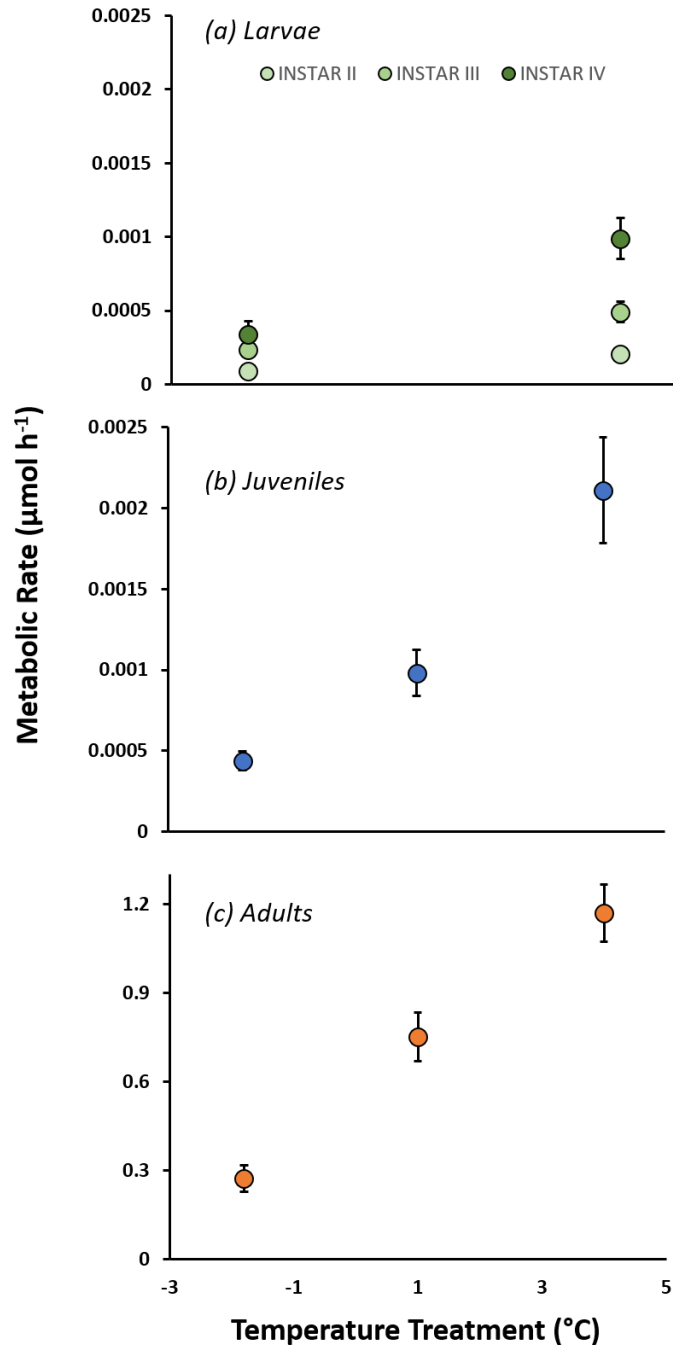 (a) Larvae
INSTAR II INSTAR III INSTAR IV
0.0025
0.002
0.0015
0.001
0.0005
0
(b) Juveniles
0.0025
0.002
0.0015
0.001
0.0005
0
(c) Adults
1.2
0.9
0.6
0.3
0
-3 -1 1 3 5
Temperature Treatment (°C)
Metabolic Rate (µmol h⁻¹)